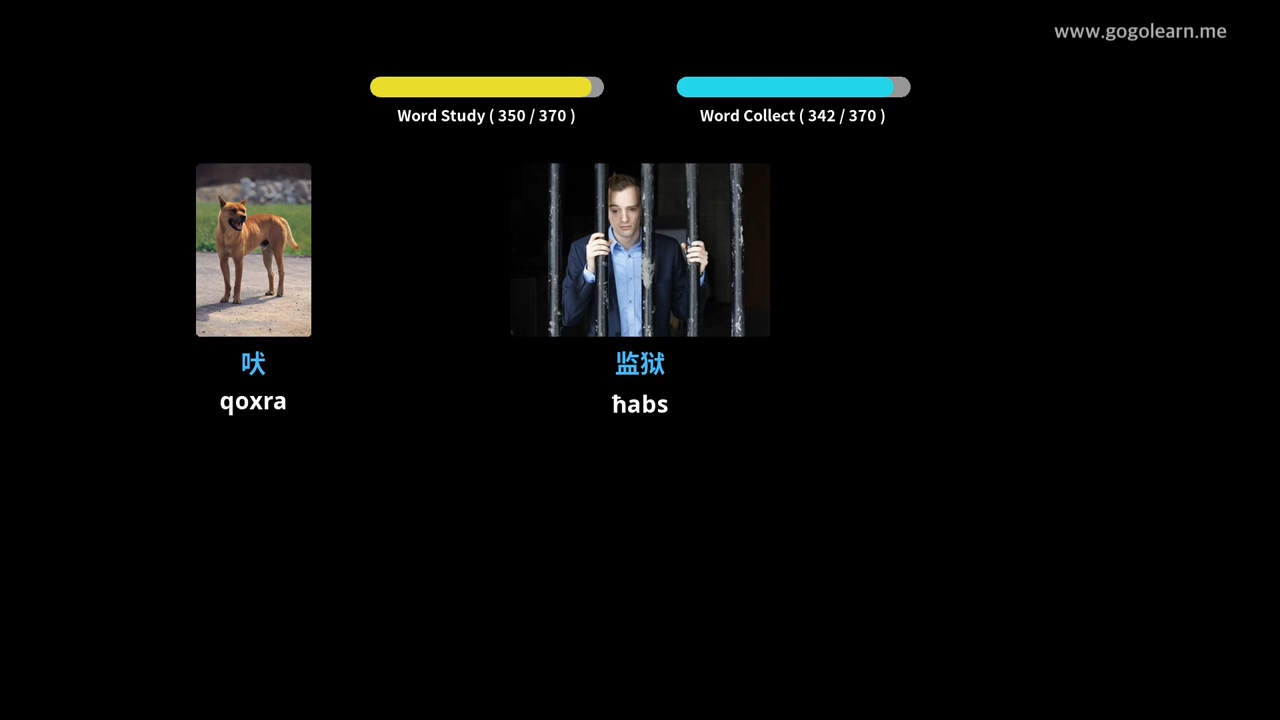 www.gogolearn.me
Word Study ( 350 / 370 )
Word Collect ( 342 / 370 )
吠
qoxra
监狱
ħabs